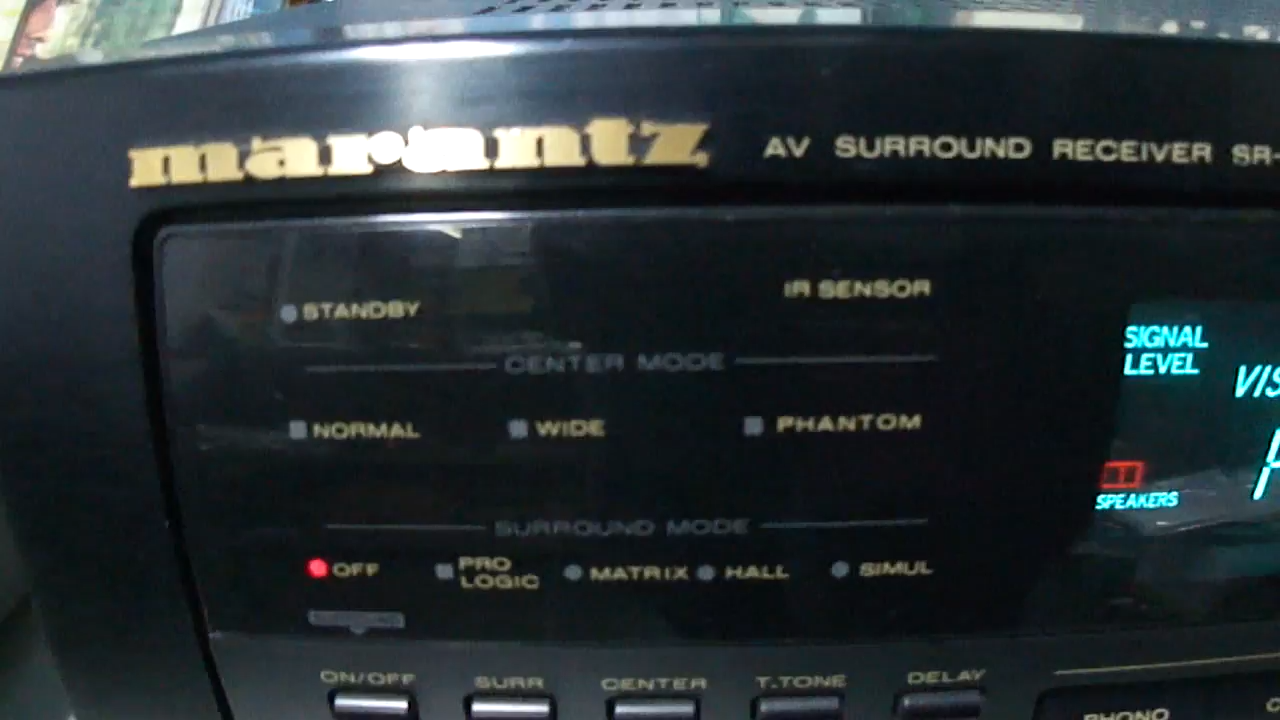 marantz AV SURROUND RECEIVER SR-
STANDBY IR SENSOR
CENTER MODE
NORMAL WIDE PHANTOM
SURROUND MODE
OFF PRO LOGIC MATRIX HALL SIMUL
SIGNAL LEVEL
VIS
SPEAKERS
ON/OFF SURR CENTER T.TONE DELAY
PHONO